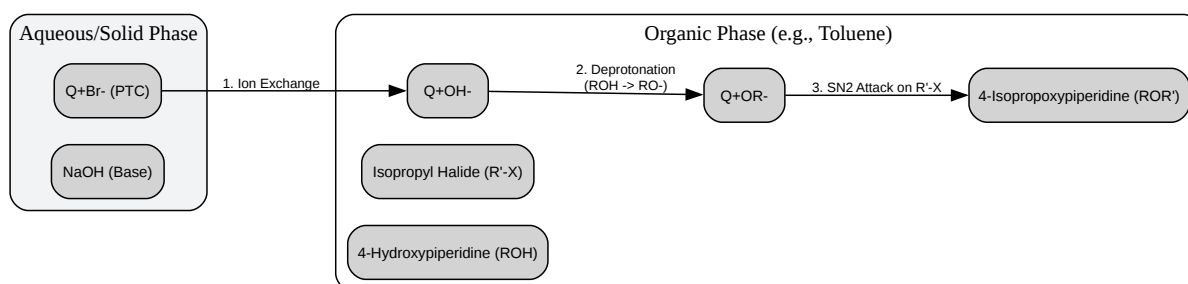 Aqueous/Solid Phase
Organic Phase (e.g., Toluene)
Q+Br- (PTC)
1. Ion Exchange
Q+OH-
2. Deprotonation
(ROH -> RO-)
Q+OR-
3. SN2 Attack on R'-X
4-Isopropoxypiperidine (ROR')
NaOH (Base)
Isopropyl Halide (R'-X)
4-Hydroxypiperidine (ROH)